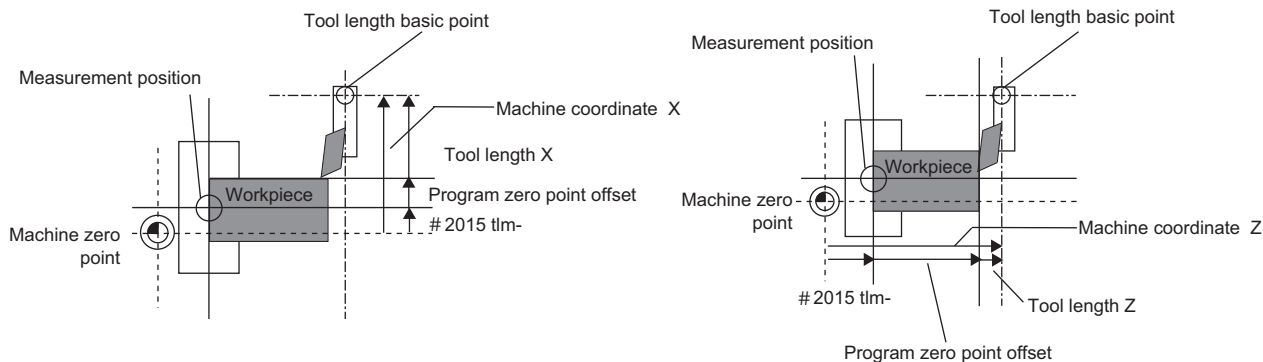 Tool length basic point
Measurement position
Machine coordinate X
Tool length X
Workpiece
Program zero point offset
# 2015 tlm-
Machine zero
point
Tool length basic point
Measurement position
Workpiece
Machine zero
point
Machine coordinate Z
# 2015 tlm-
Tool length Z
Program zero point offset